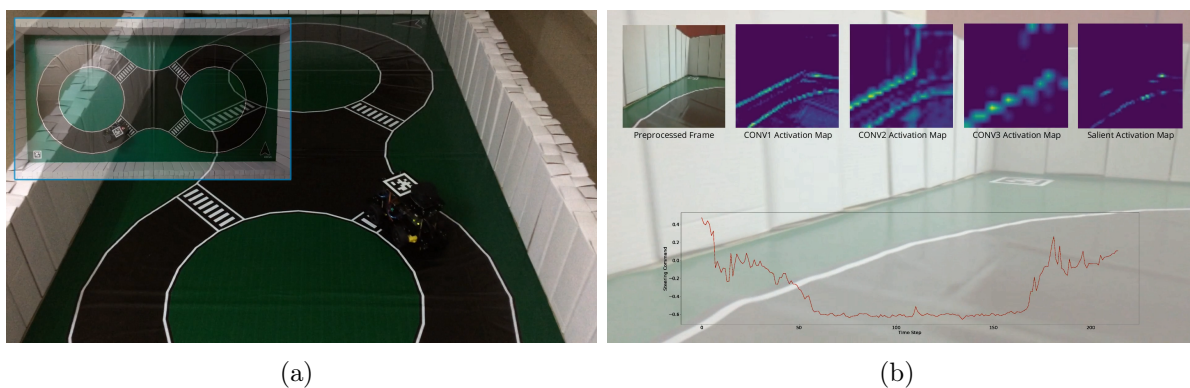 Preprocessed Frame
CONV1 Activation Map
CONV2 Activation Map
CONV3 Activation Map
Salient Activation Map
Steering Command
0.4
0.2
0.0
−0.2
−0.4
−0.6
0
50
100
150
200
Time Step
(a)
(b)